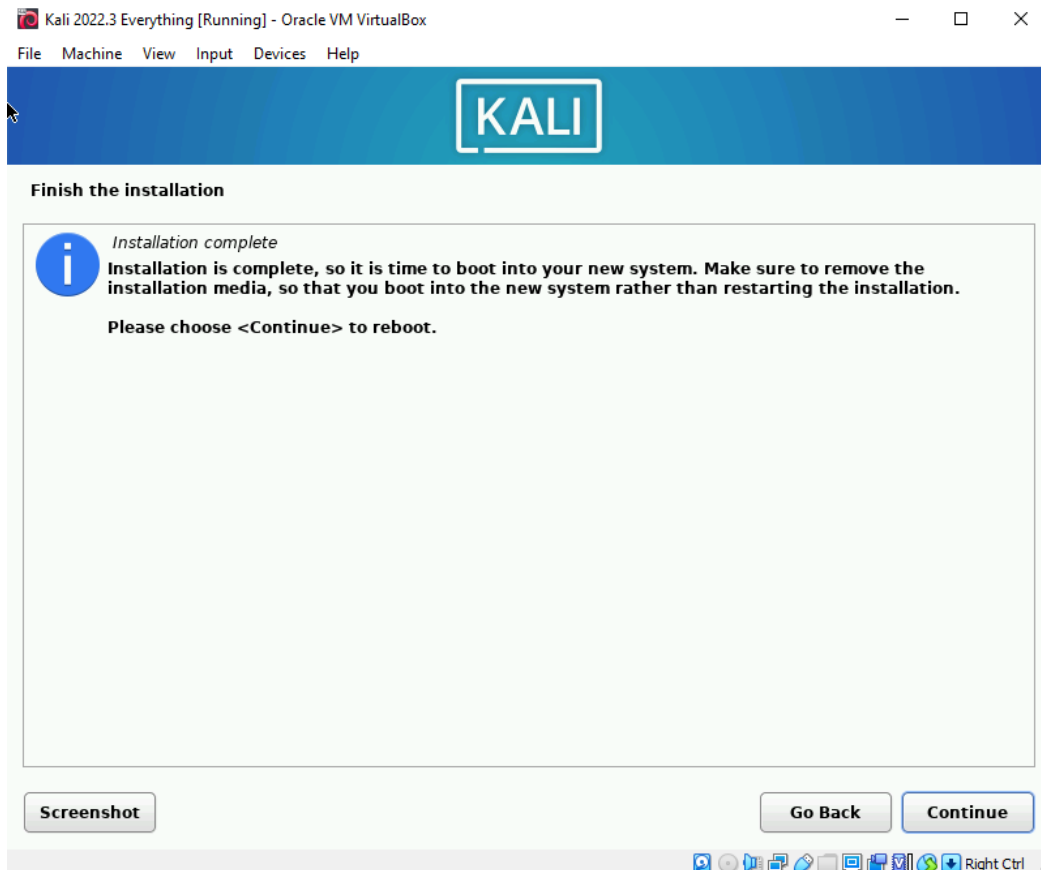 Kali 2022.3 Everything [Running] - Oracle VM VirtualBox
File Machine View Input Devices Help
KALI
Finish the installation
Installation complete
Installation is complete, so it is time to boot into your new system. Make sure to remove the
installation media, so that you boot into the new system rather than restarting the installation.
Please choose <Continue> to reboot.
Screenshot Go Back Continue
Right Ctrl